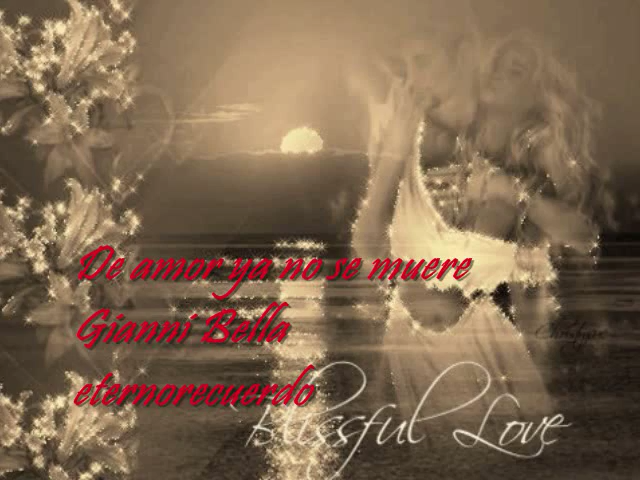 De amor ya no se muere
Gianni Bella
eternorecuerdo
Blissful Love